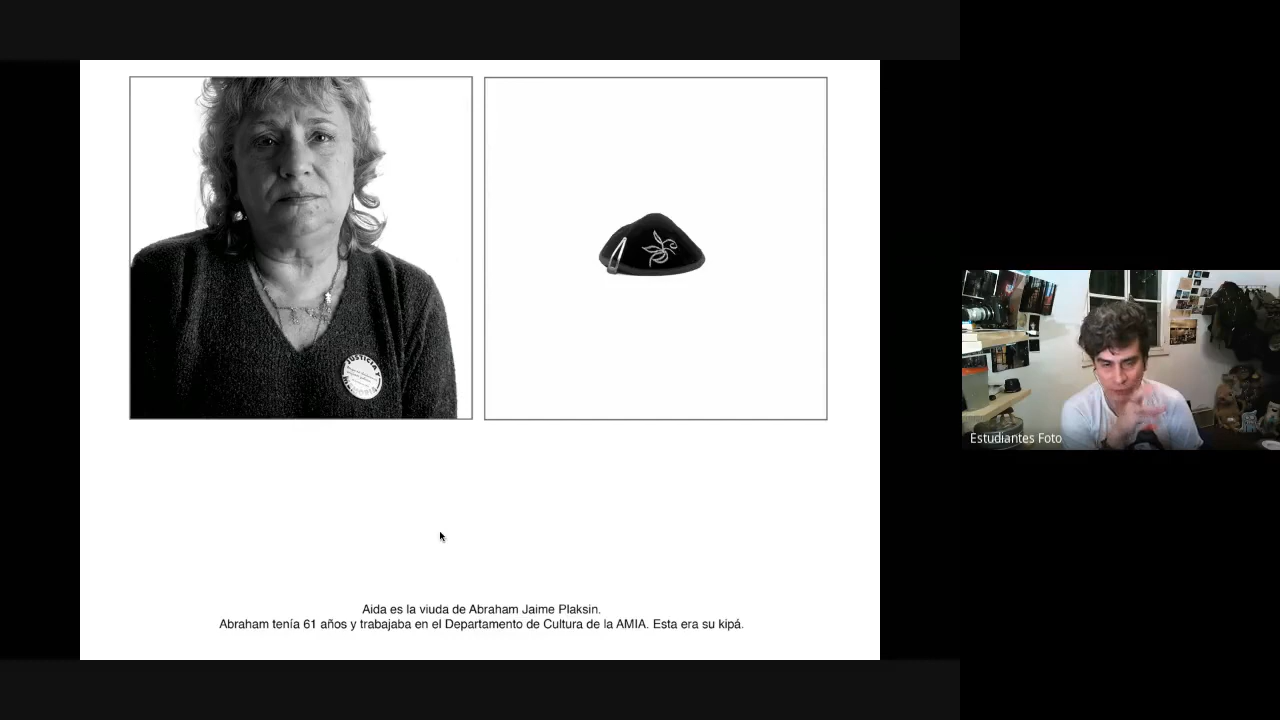 JUSTICIA Y
Aida es la viuda de Abraham Jaime Plaksin.
Abraham tenía 61 años y trabajaba en el Departamento de Cultura de la AMIA. Esta era su kipá.
Estudiantes Foto